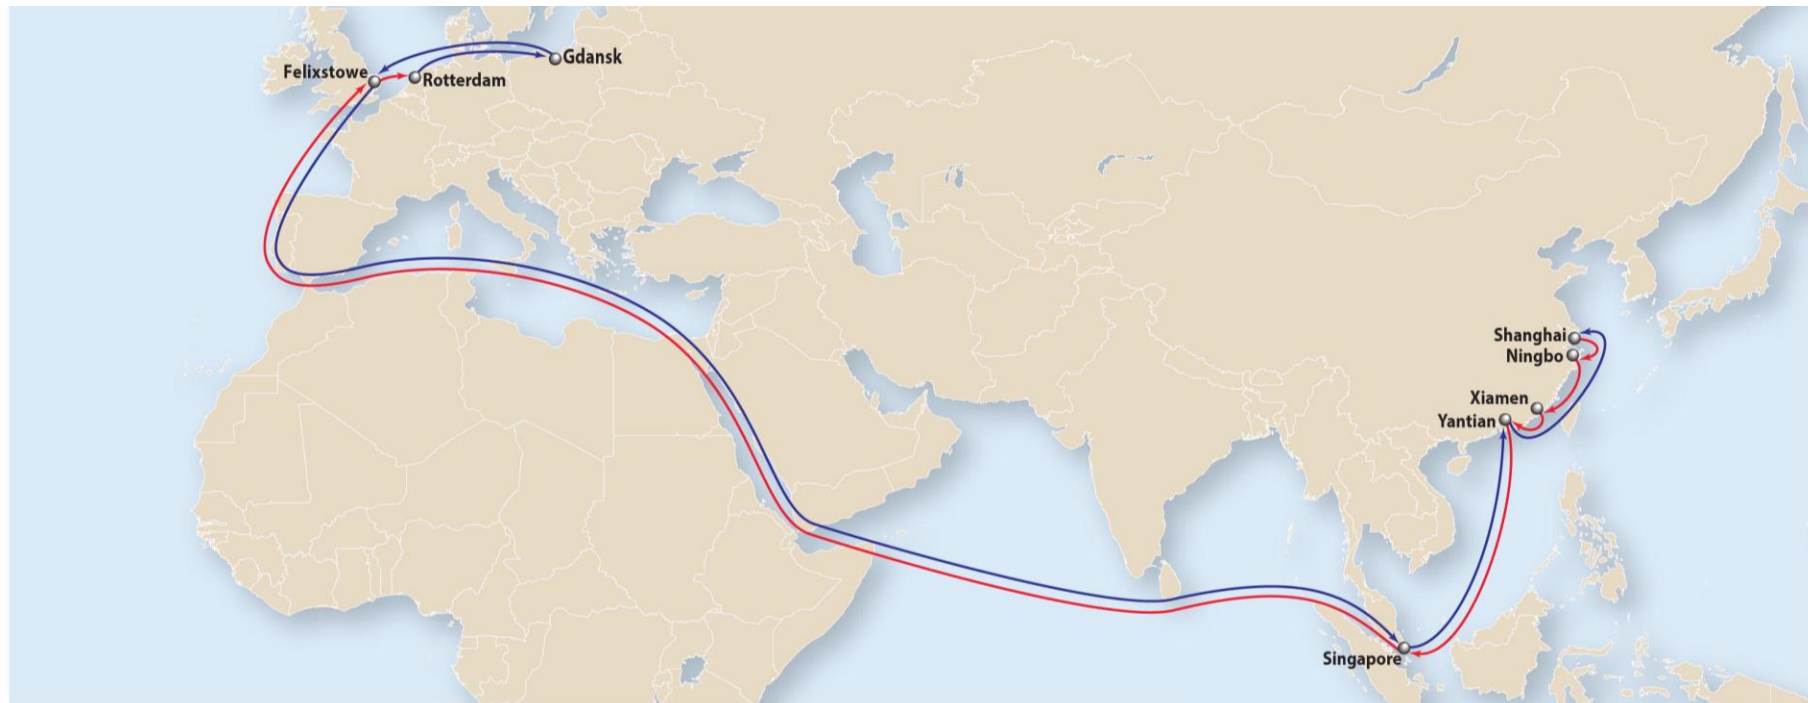 Gdansk
Felixstowe
Rotterdam
Shanghai
Ningbo
Xiamen
Yantian
Singapore